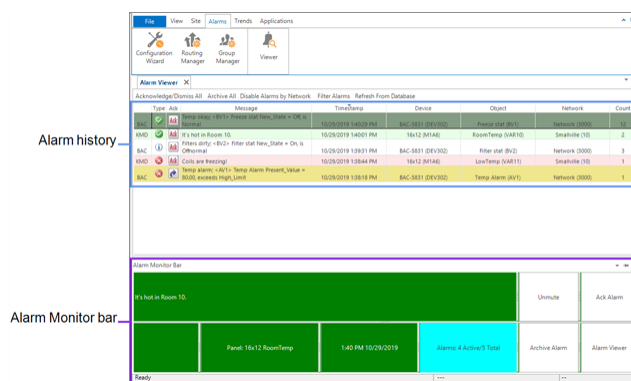 File View Site Alarms Trends Applications
Configuration Wizard
Routing Manager
Group Manager
Viewer
Alarm Viewer
Acknowledge/Dismiss All Archive All Disable Alarms by Network Filter Alarms Refresh From Database
Type Ack Message Timestamp Device Object Network Count
BAC Ack Temp okay; <BV1> Freeze stat New_State = Off, is Normal 10/29/2019 1:40:29 PM BAC-5831 (DEV302) Freeze stat (BV1) Network (3000) 12
KMD Ack It's hot in Room 10. 10/29/2019 1:40:01 PM 16x12 (M1A6) RoomTemp (VAR10) Smallville (10) 2
BAC Ack Filters dirty; <BV2> Filter stat New_State = On, is Offnormal 10/29/2019 1:39:31 PM BAC-5831 (DEV302) Filter stat (BV2) Network (3000) 3
KMD Ack Coils are freezing! 10/29/2019 1:38:44 PM 16x12 (M1A6) LowTemp (VAR11) Smallville (10) 1
BAC Temp alarm; <AV1> Temp Alarm Present_Value = 80.00, exceeds High_Limit 10/29/2019 1:38:18 PM BAC-5831 (DEV302) Temp Alarm (AV1) Network (3000) 1
Alarm history
Alarm Monitor Bar
It's hot in Room 10.
Unmute
Ack Alarm
Alarm Monitor bar
Panel: 16x12 RoomTemp
1:40 PM 10/29/2019
Alarms: 4 Active/5 Total
Archive Alarm
Alarm Viewer
Ready --- --